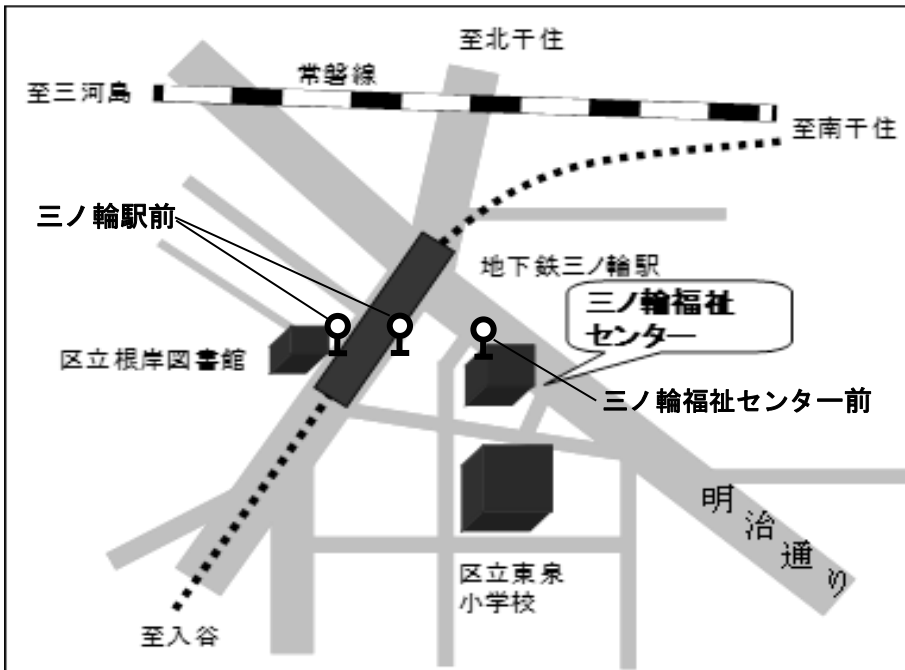 至北千住
常磐線
至三河島
至南千住
三ノ輪駅前
地下鉄三ノ輪駅
三ノ輪福祉
センター
区立根岸図書館
三ノ輪福祉センター前
明治通り
区立東泉
小学校
至入谷